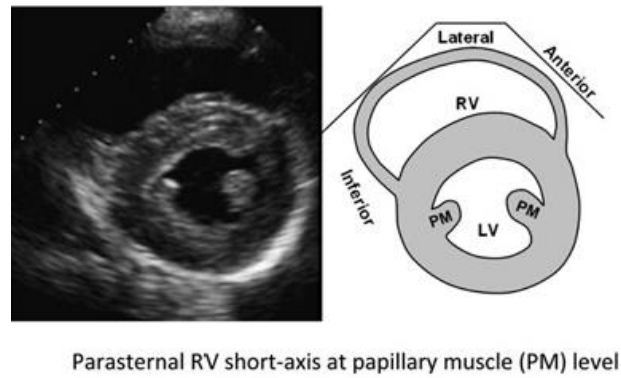 Lateral
Anterior
RV
Inferior
PM
PM
LV
Parasternal RV short-axis at papillary muscle (PM) level